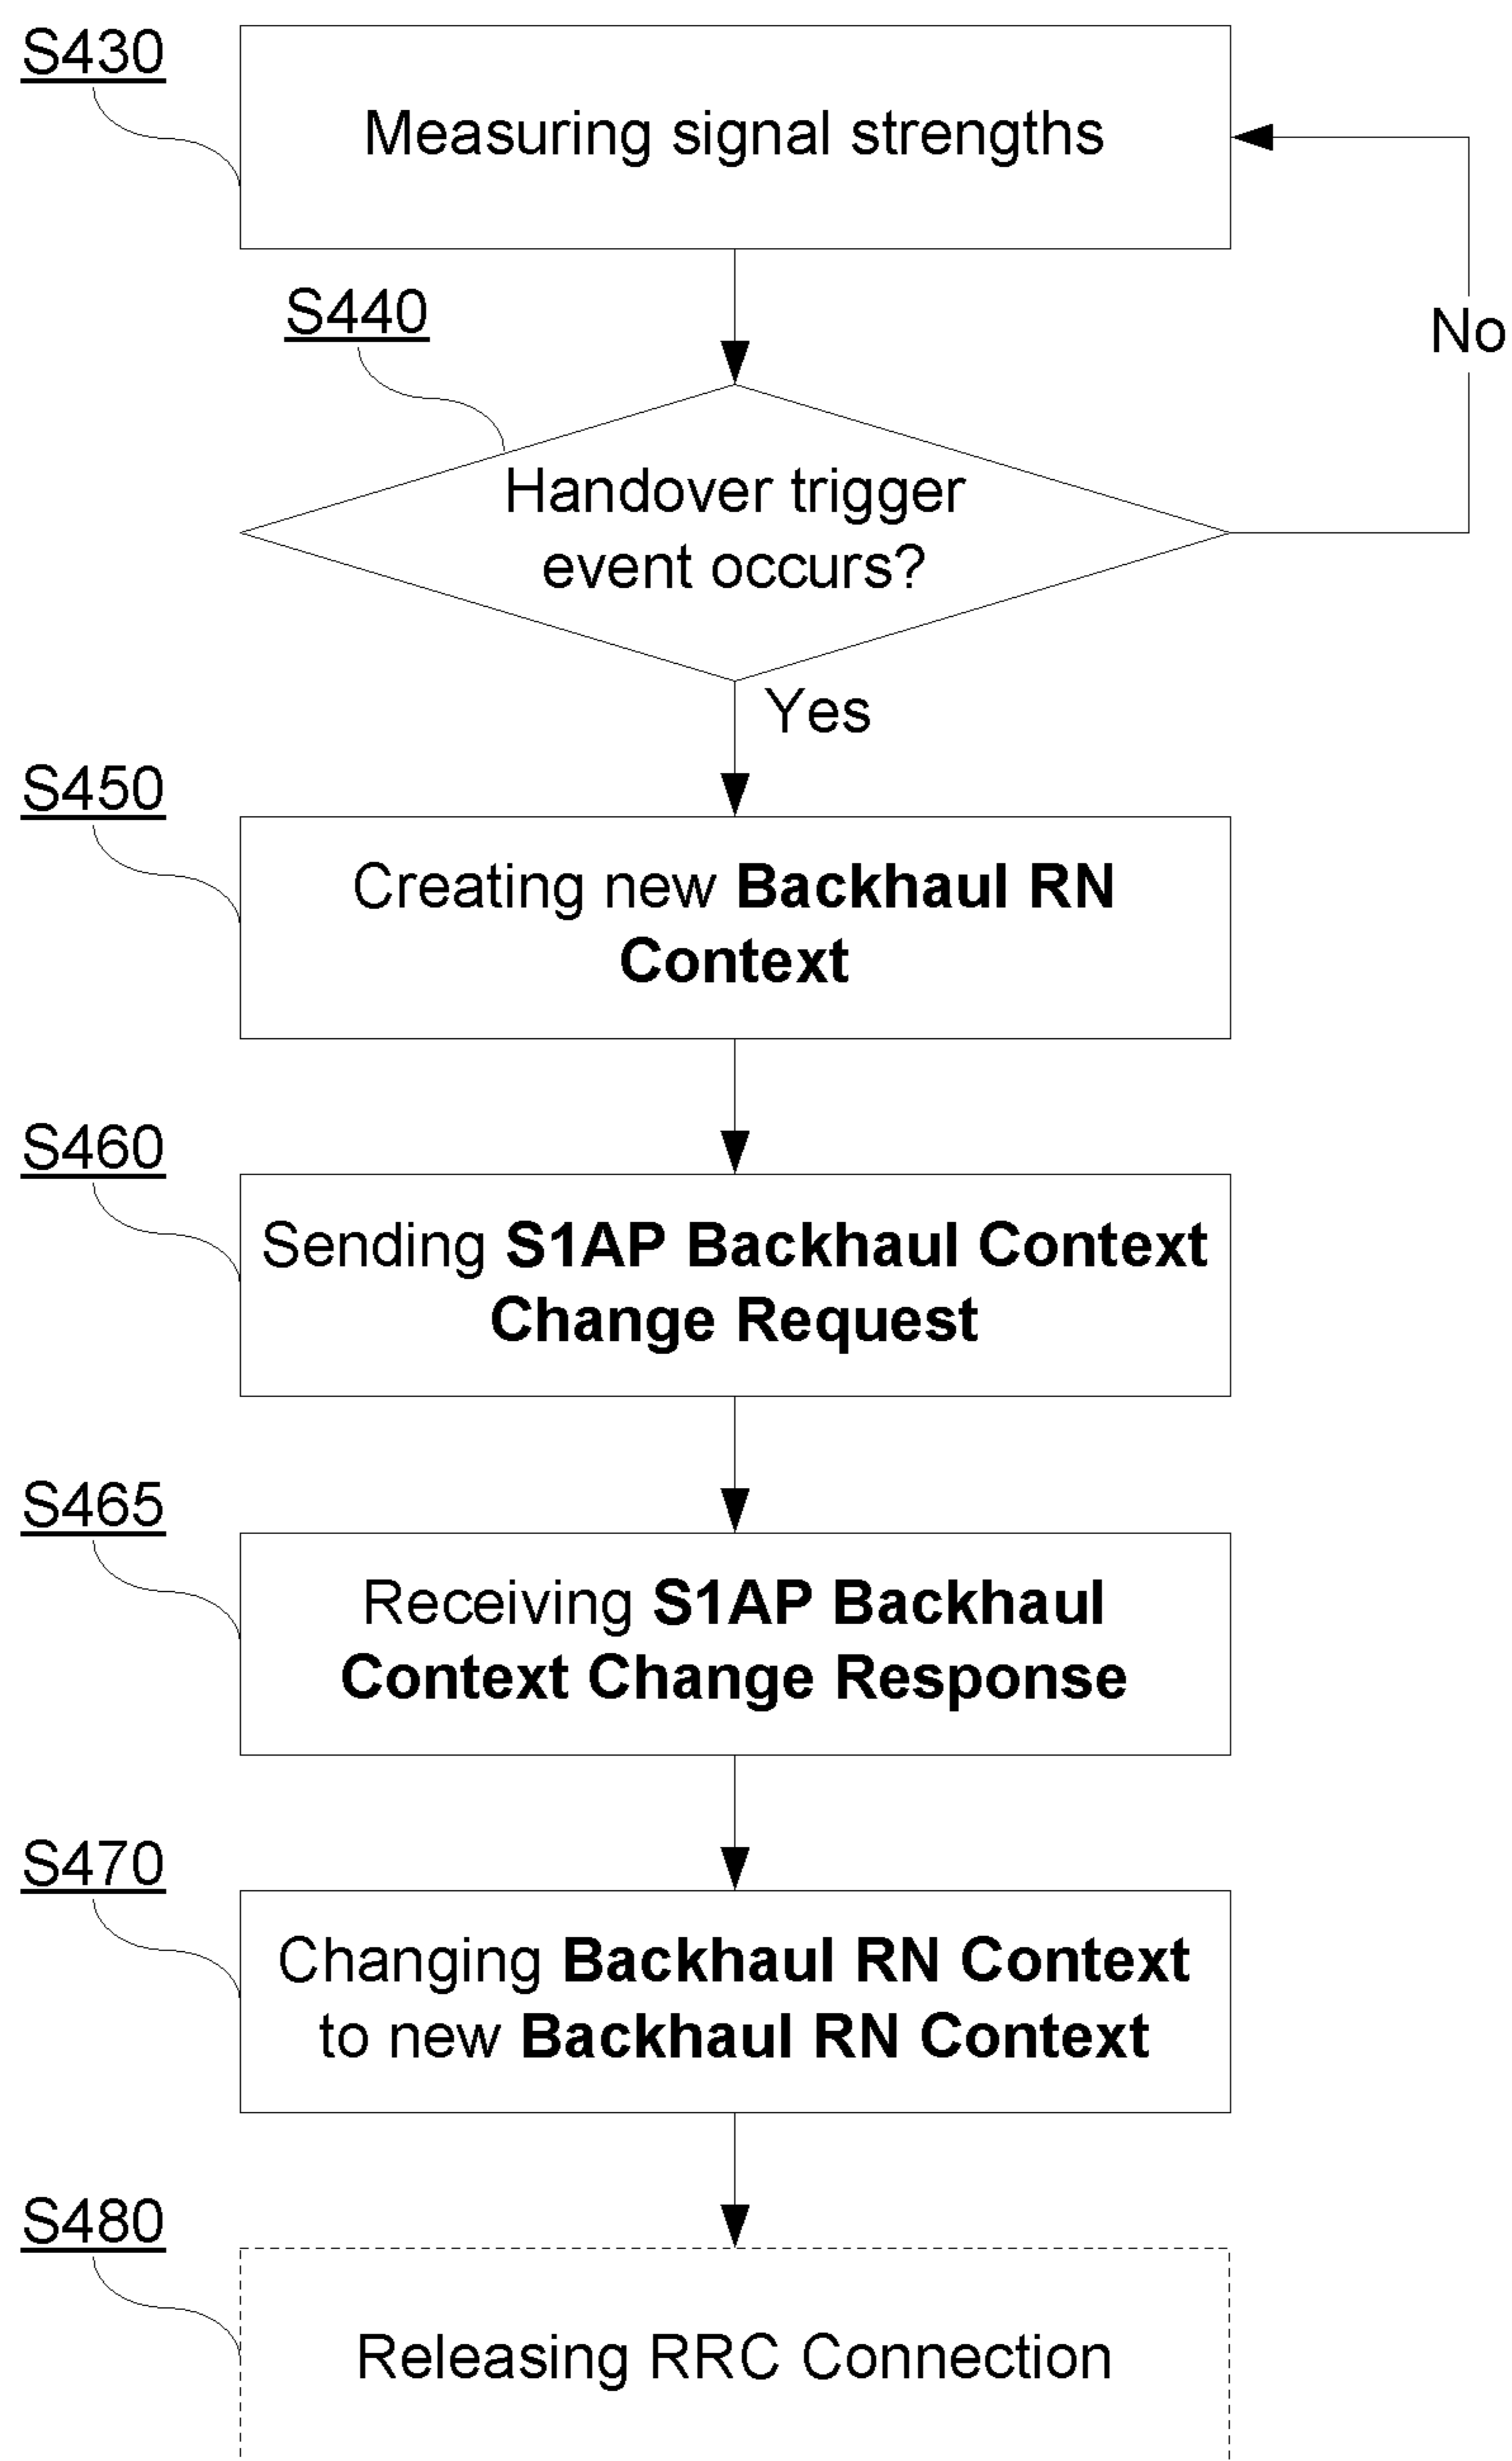 S430
Measuring signal strengths
S440
No
Handover trigger
event occurs?
Yes
S450
Creating new Backhaul RN
Context
S460
Sending S1AP Backhaul Context
Change Request
S465
Receiving S1AP Backhaul
Context Change Response
S470
Changing Backhaul RN Context
to new Backhaul RN Context
S480
Releasing RRC Connection